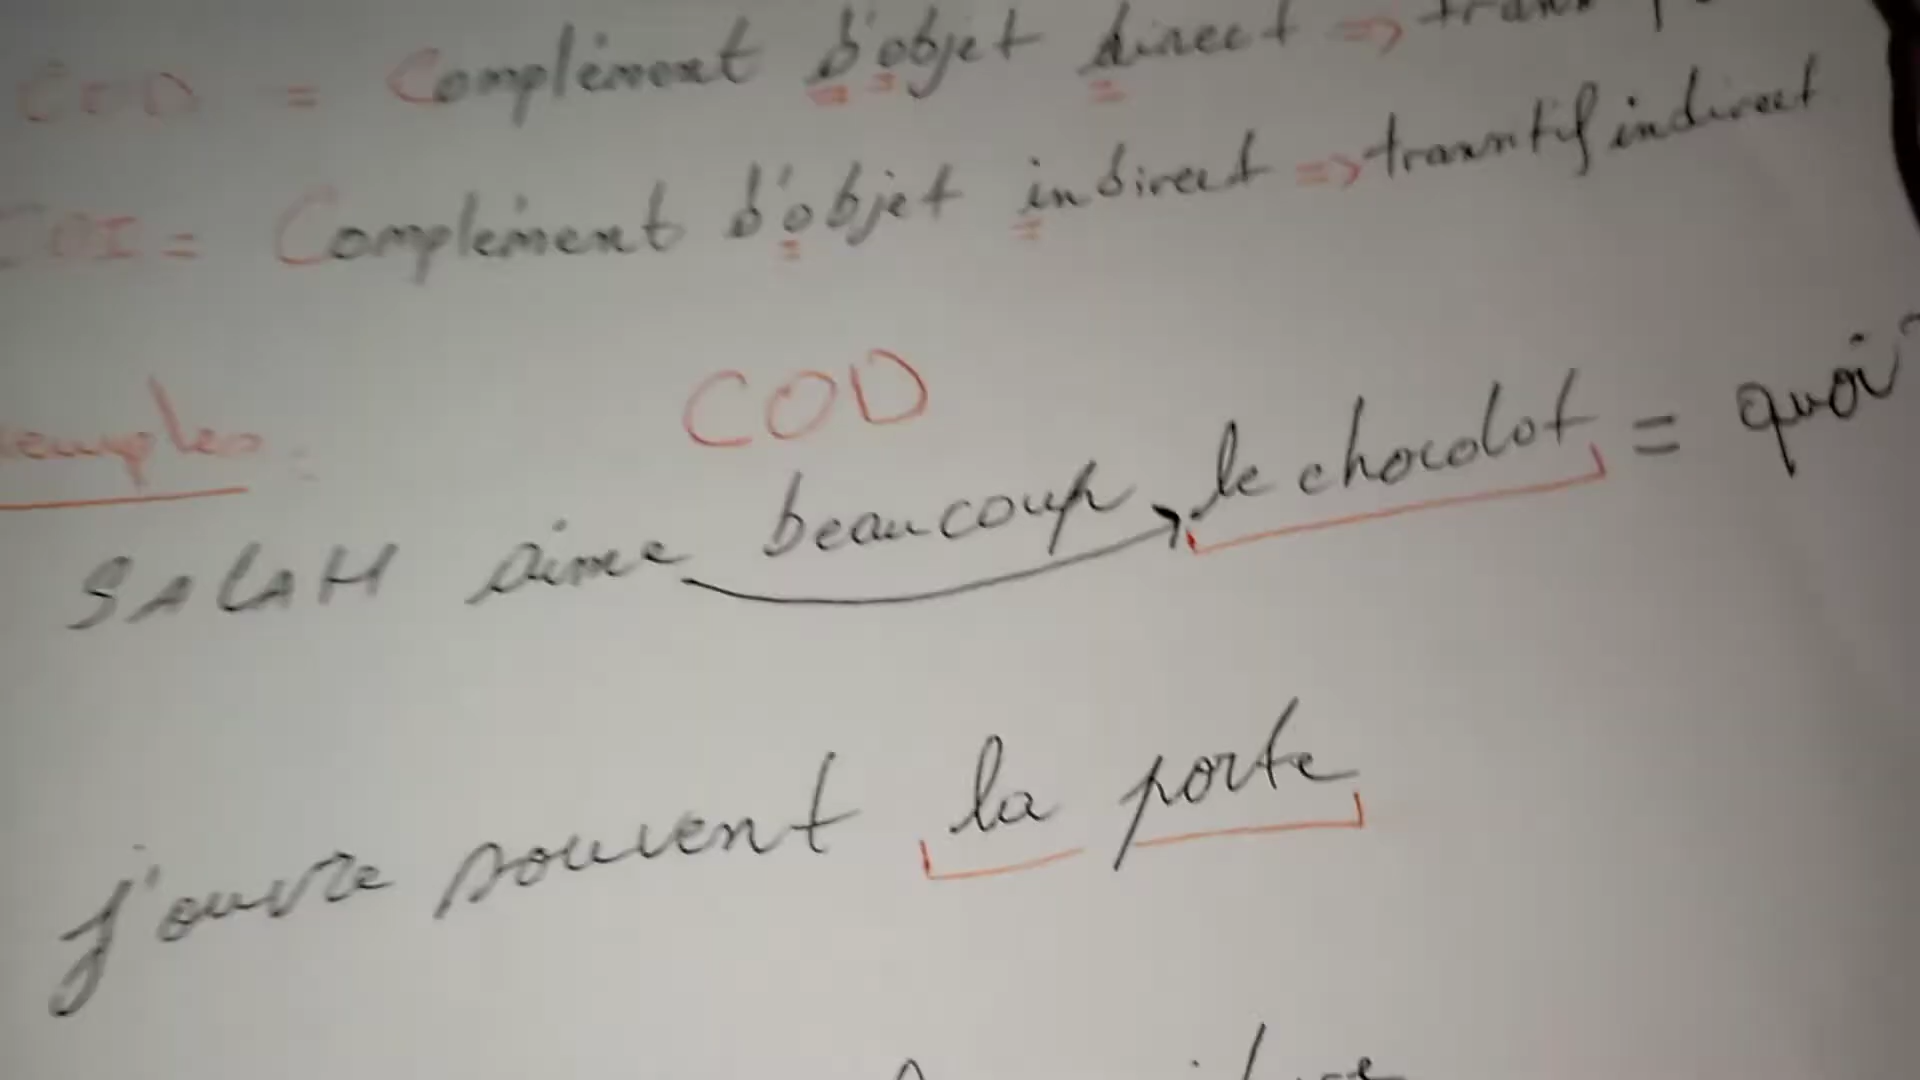 COD = Complément d'objet direct =>
COI = Complément d'objet indirect => transitif indirect
COD
SALAH aime beaucoup le chocolat = quoi?
j'ouvre souvent la porte